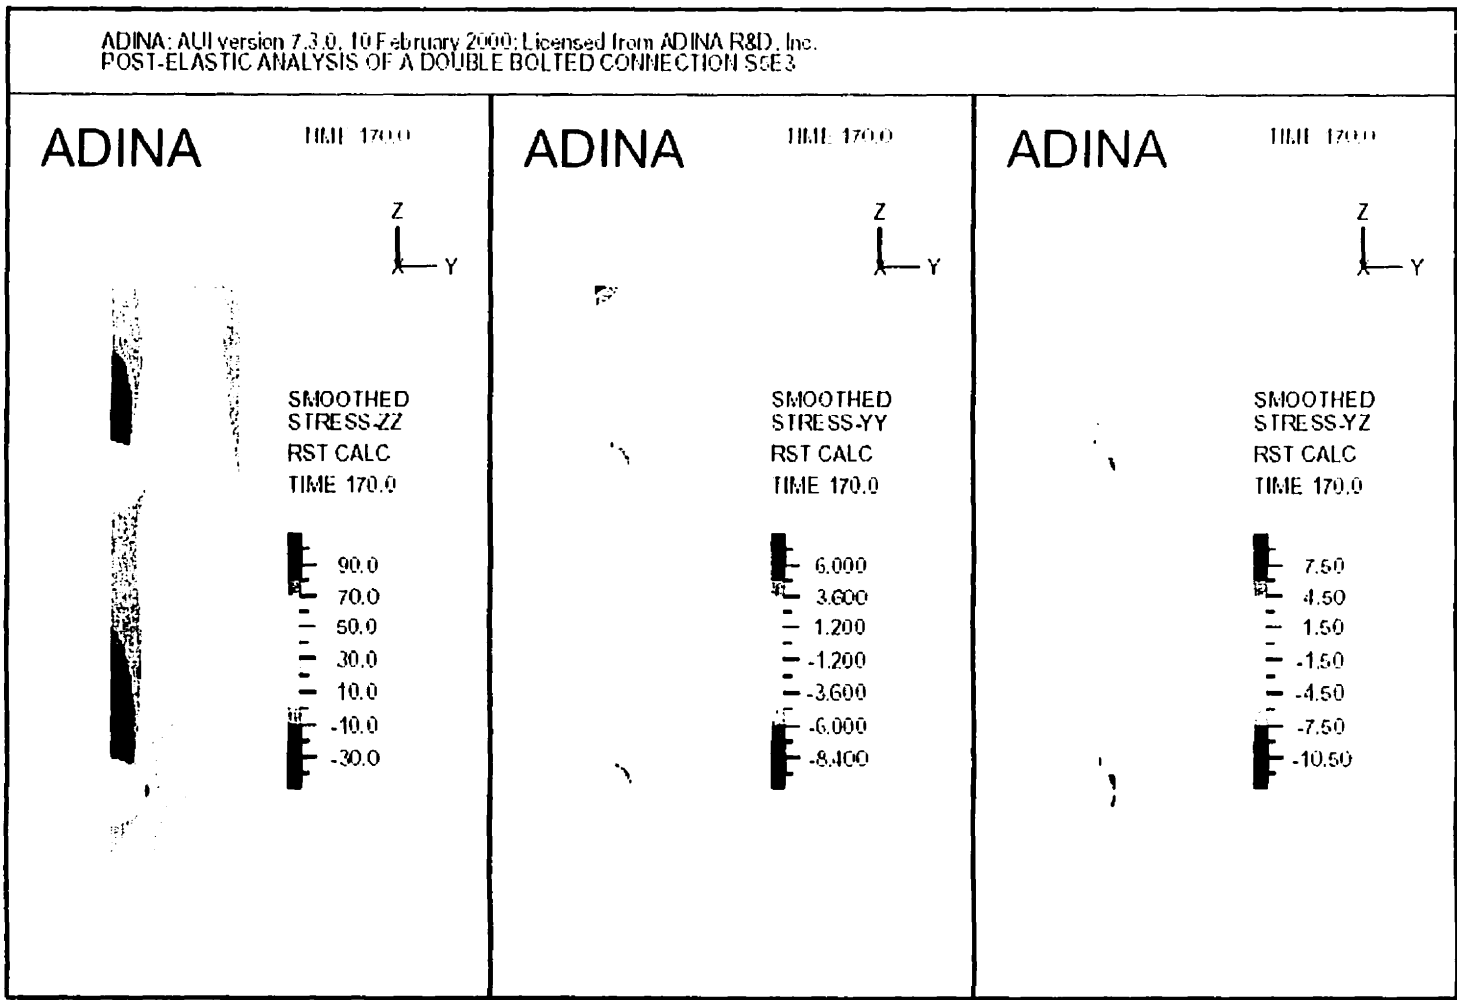 ADINA: AUI version 7.3.0, 10 February 2000: Licensed from ADINA R&D, Inc.
POST-ELASTIC ANALYSIS OF A DOUBLE BOLTED CONNECTION S5E3
ADINA
TIME 170.0
Z
X
Y
SMOOTHED
STRESS-ZZ
RST CALC
TIME 170.0
90.0
70.0
50.0
30.0
10.0
-10.0
-30.0
ADINA
TIME 170.0
Z
X
Y
SMOOTHED
STRESS-YY
RST CALC
TIME 170.0
6.000
3.600
1.200
-1.200
-3.600
-6.000
-8.400
ADINA
TIME 170.0
Z
X
Y
SMOOTHED
STRESS-YZ
RST CALC
TIME 170.0
7.50
4.50
1.50
-1.50
-4.50
-7.50
-10.50